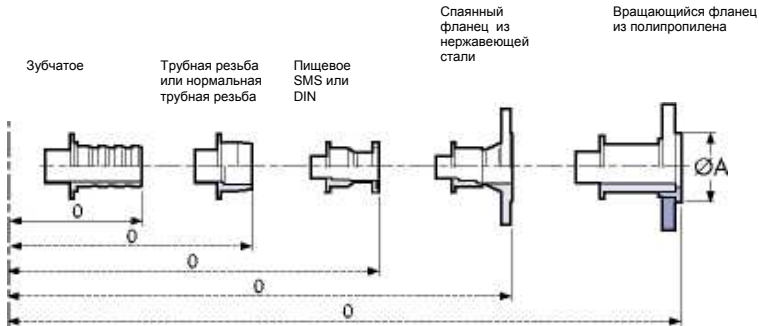 Спаянный
фланец из
нержавеющей
стали
Вращающийся фланец
из полипропилена
Зубчатое
Трубная резьба
или нормальная
трубная резьба
Пищевое
SMS или
DIN
ØA
0
0
0
0
0